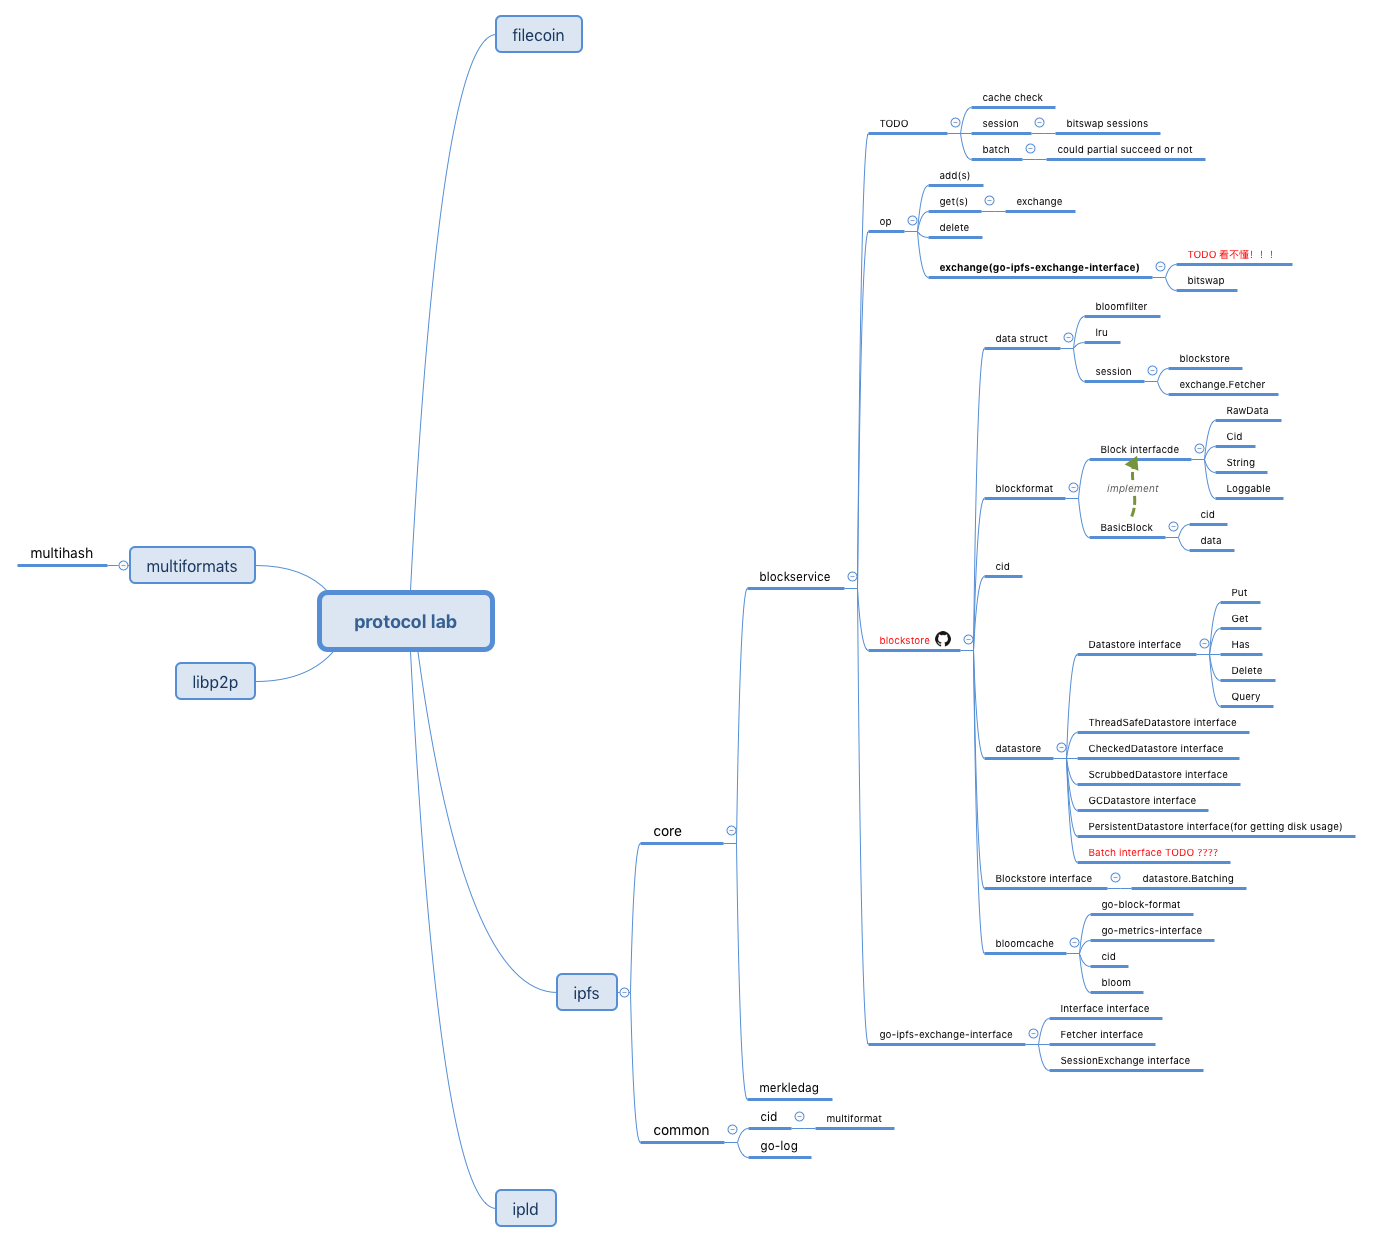 filecoin
cache check
TODO
session
bitswap sessions
batch
could partial succeed or not
add(s)
op
get(s)
exchange
delete
exchange(go-ipfs-exchange-interface)
TODO 看不懂！！！
bitswap
data struct
bloomfilter
lru
session
blockstore
exchange.Fetcher
blockformat
Block interfacde
RawData
Cid
String
Loggable
implement
BasicBlock
cid
data
multihash
multiformats
protocol lab
libp2p
blockservice
cid
blockstore
datastore
Datastore interface
Put
Get
Has
Delete
Query
ThreadSafeDatastore interface
CheckedDatastore interface
ScrubbedDatastore interface
GCDatastore interface
PersistentDatastore interface(for getting disk usage)
Batch interface TODO ????
Blockstore interface
datastore.Batching
bloomcache
go-block-format
go-metrics-interface
cid
bloom
core
ipfs
go-ipfs-exchange-interface
Interface interface
Fetcher interface
SessionExchange interface
merkledag
common
cid
multiformat
go-log
ipld